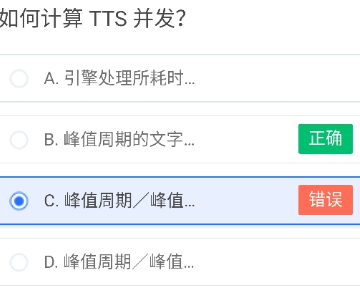 如何计算 TTS 并发?
A. 引擎处理所耗时...
B. 峰值周期的文字...
正确
C. 峰值周期／峰值...
错误
D. 峰值周期／峰值...